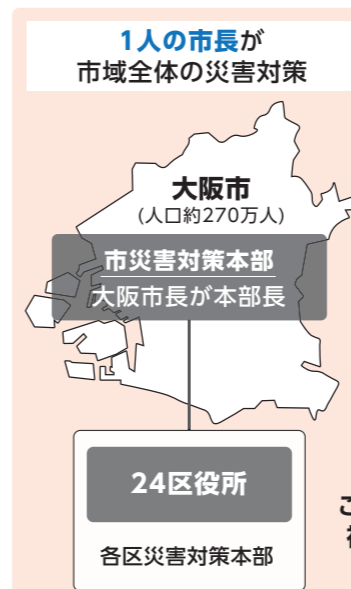 1人の市長が
市域全体の災害対策
大阪市
(人口約270万人)
市災害対策本部
大阪市長が本部長
24区役所
各区災害対策本部
こ